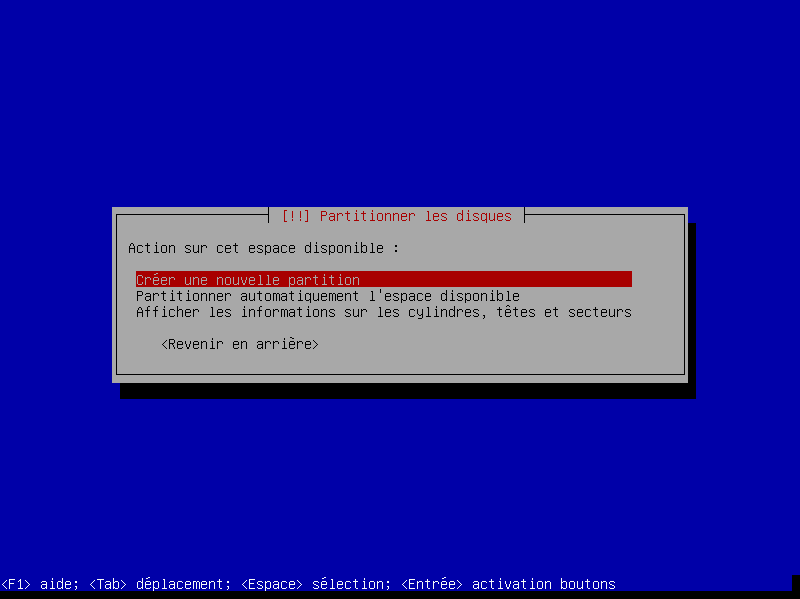 [!!] Partitionner les disques
Action sur cet espace disponible :
Créer une nouvelle partition
Partitionner automatiquement l'espace disponible
Afficher les informations sur les cylindres, têtes et secteurs
<Revenir en arrière>
<F1> aide; <Tab> déplacement; <Espace> sélection; <Entrée> activation boutons